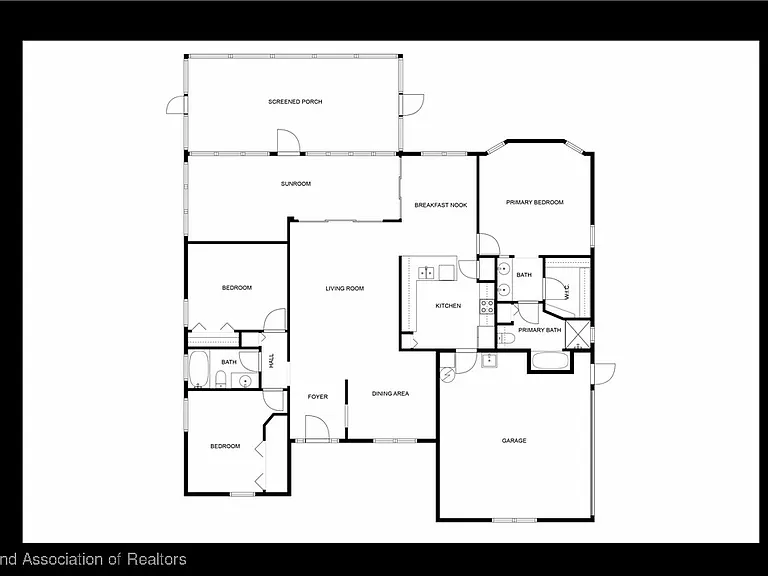 SCREENED PORCH
SUNROOM
BREAKFAST NOOK
PRIMARY BEDROOM
BEDROOM
LIVING ROOM
BATH
W.I.C.
KITCHEN
PRIMARY BATH
BATH
HALL
FOYER
DINING AREA
BEDROOM
GARAGE
nd Association of Realtors